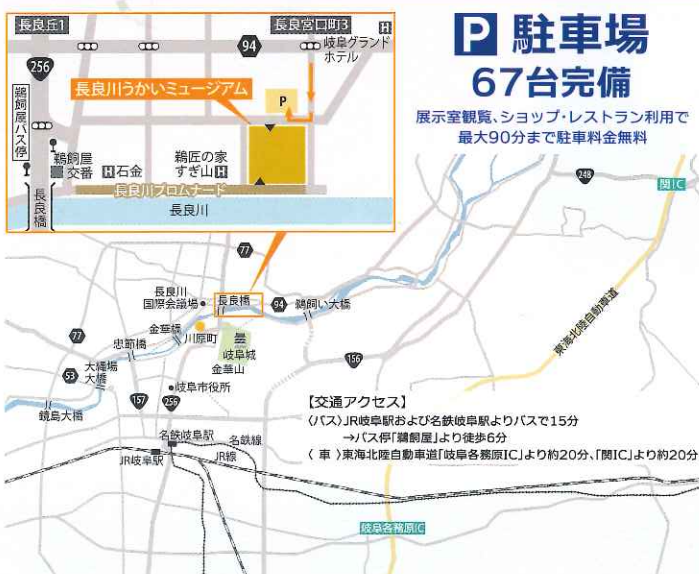 長良丘1
長良宮口町3
H
岐阜グランド
ホテル
94
256
長良川うかいミュージアム
P
鵜飼屋バス停
鵜飼屋
交番
H石金
鵜匠の家
すぎ山H
長良川プロムナード
長良橋
長良川
P 駐車場
67台完備
展示室観覧、ショップ・レストラン利用で
最大90分まで駐車料金無料
248
関IC
東海北陸自動車道
77
長良川
国際会議場
長良橋
94
鵜飼い大橋
金華橋
川原町
岐阜城
金華山
77
忠節橋
大縄場
大橋
53
鏡島大橋
156
岐阜市役所
157
256
名鉄岐阜駅
名鉄線
JR岐阜駅
JR線
【交通アクセス】
〈バス〉JR岐阜駅および名鉄岐阜駅よりバスで15分
→バス停「鵜飼屋」より徒歩6分
〈 車 〉東海北陸自動車道「岐阜各務原IC」より約20分、「関IC」より約20分
岐阜各務原IC